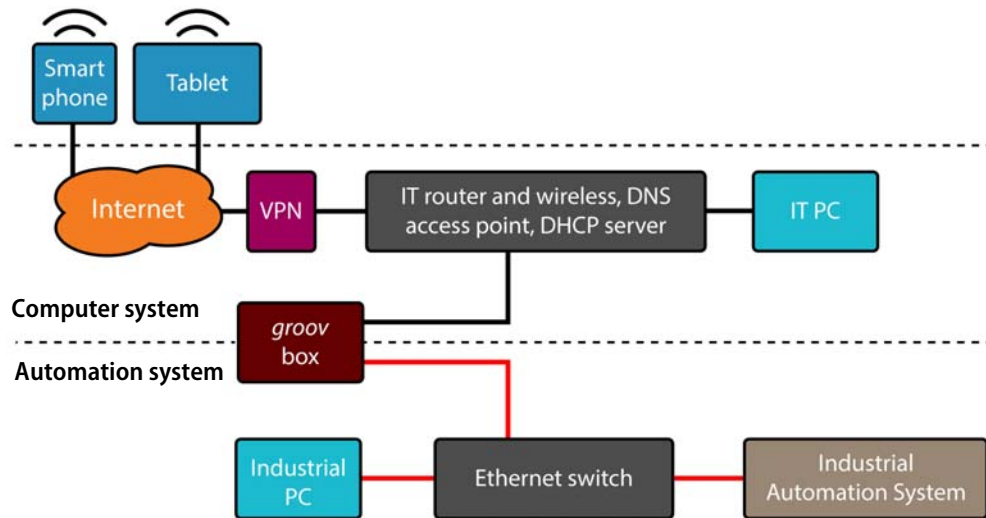 Smart
phone
Tablet
Internet
VPN
IT router and wireless, DNS
access point, DHCP server
IT PC
Computer system
groov
box
Automation system
Industrial
PC
Ethernet switch
Industrial
Automation System